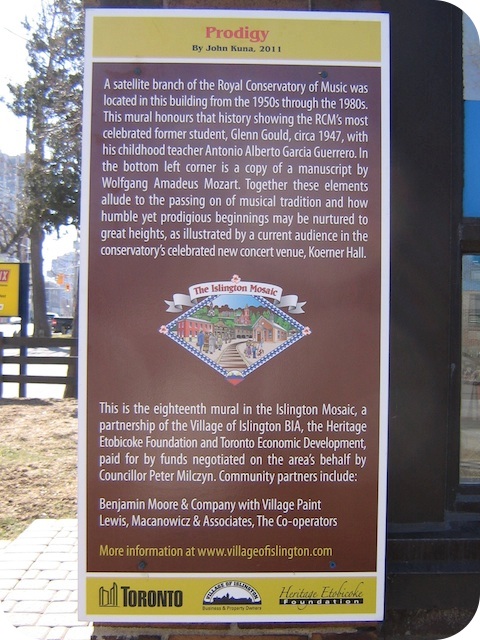 Prodigy
By John Kuna, 2011
A satellite branch of the Royal Conservatory of Music was
located in this building from the 1950s through the 1980s.
This mural honours that history showing the RCM's most
celebrated former student, Glenn Gould, circa 1947, with
his childhood teacher Antonio Alberto Garcia Guerrero. In
the bottom left corner is a copy of a manuscript by
Wolfgang Amadeus Mozart. Together these elements
allude to the passing on of musical tradition and how
humble yet prodigious beginnings may be nurtured to
great heights, as illustrated by a current audience in the
conservatory's celebrated new concert venue, Koerner Hall.
The Islington Mosaic
This is the eighteenth mural in the Islington Mosaic, a
partnership of the Village of Islington BIA, the Heritage
Etobicoke Foundation and Toronto Economic Development,
paid for by funds negotiated on the area's behalf by
Councillor Peter Milczyn. Community partners include:
Benjamin Moore & Company with Village Paint
Lewis, Macanowicz & Associates, The Co-operators
More information at www.villageofislington.com
TORONTO
VILLAGE OF ISLINGTON
Business & Property Owners
Heritage Etobicoke
Foundation